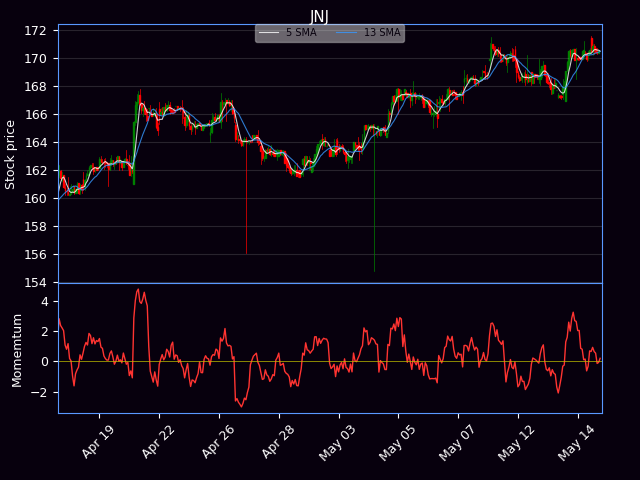 JNJ
5 SMA
13 SMA
Stock price
172
170
168
166
164
162
160
158
156
154
Momemtum
4
2
0
−2
Apr 19
Apr 22
Apr 26
Apr 28
May 03
May 05
May 07
May 12
May 14